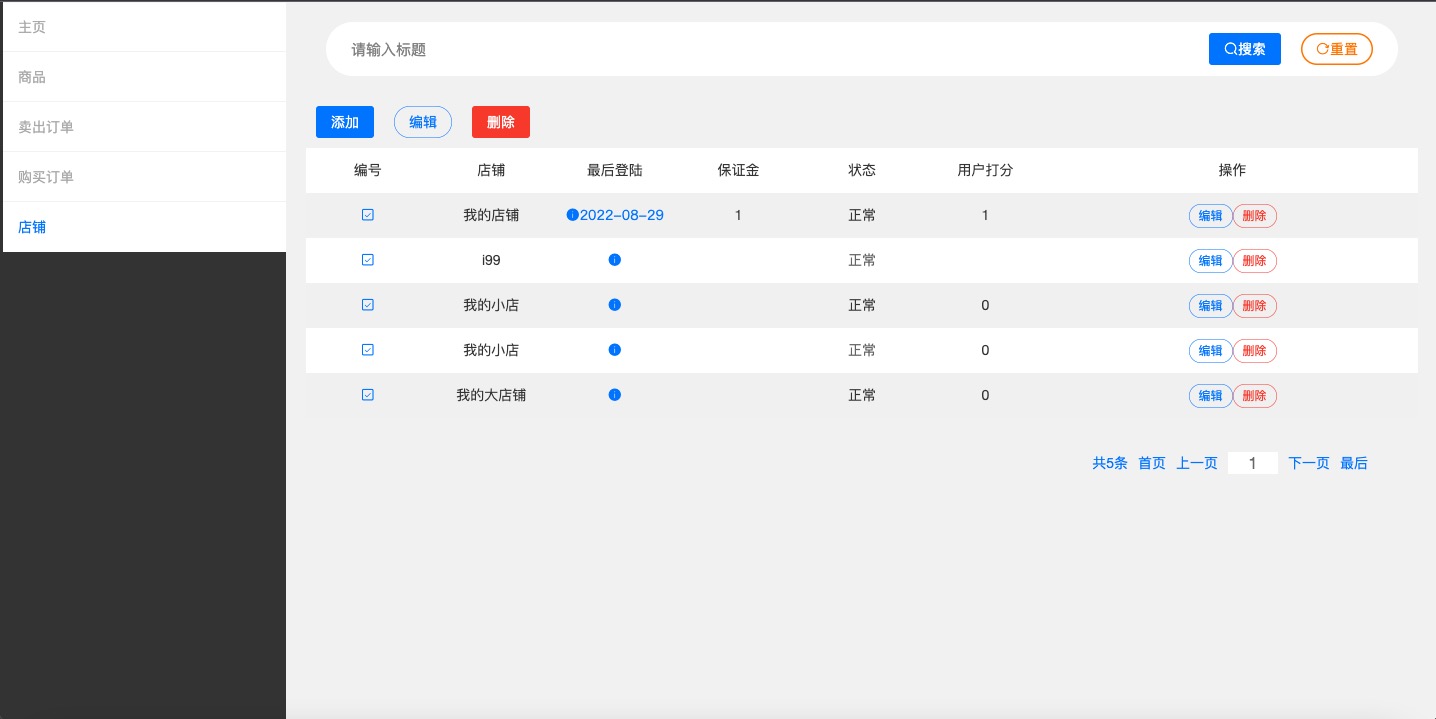 主页
商品
卖出订单
购买订单
店铺
请输入标题 搜索 重置
添加 编辑 删除
编号 店铺 最后登陆 保证金 状态 用户打分 操作
我的店铺 2022-08-29 1 正常 1 编辑 删除
i99 正常 编辑 删除
我的小店 正常 0 编辑 删除
我的小店 正常 0 编辑 删除
我的大店铺 正常 0 编辑 删除
共5条 首页 上一页 1 下一页 最后